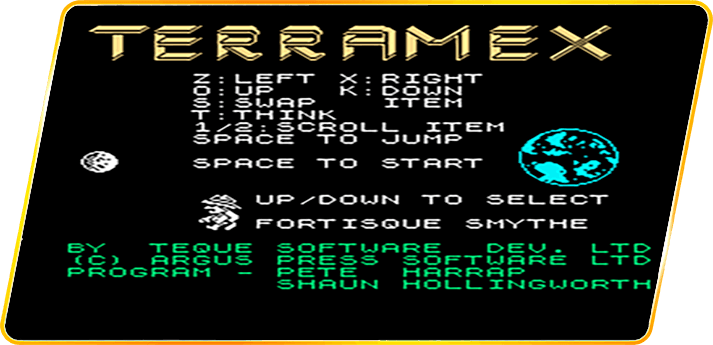 TERRAMEX
Z:LEFT X:RIGHT
O:UP K:DOWN
S:SWAP ITEM
T:THINK
1/2:SCROLL ITEM
SPACE TO JUMP
SPACE TO START
UP/DOWN TO SELECT
FORTISQUE SMYTHE
BY TEQUE SOFTWARE DEV. LTD
(C) ARGUS PRESS SOFTWARE LTD
PROGRAM - PETE HARRAP
SHAUN HOLLINGWORTH